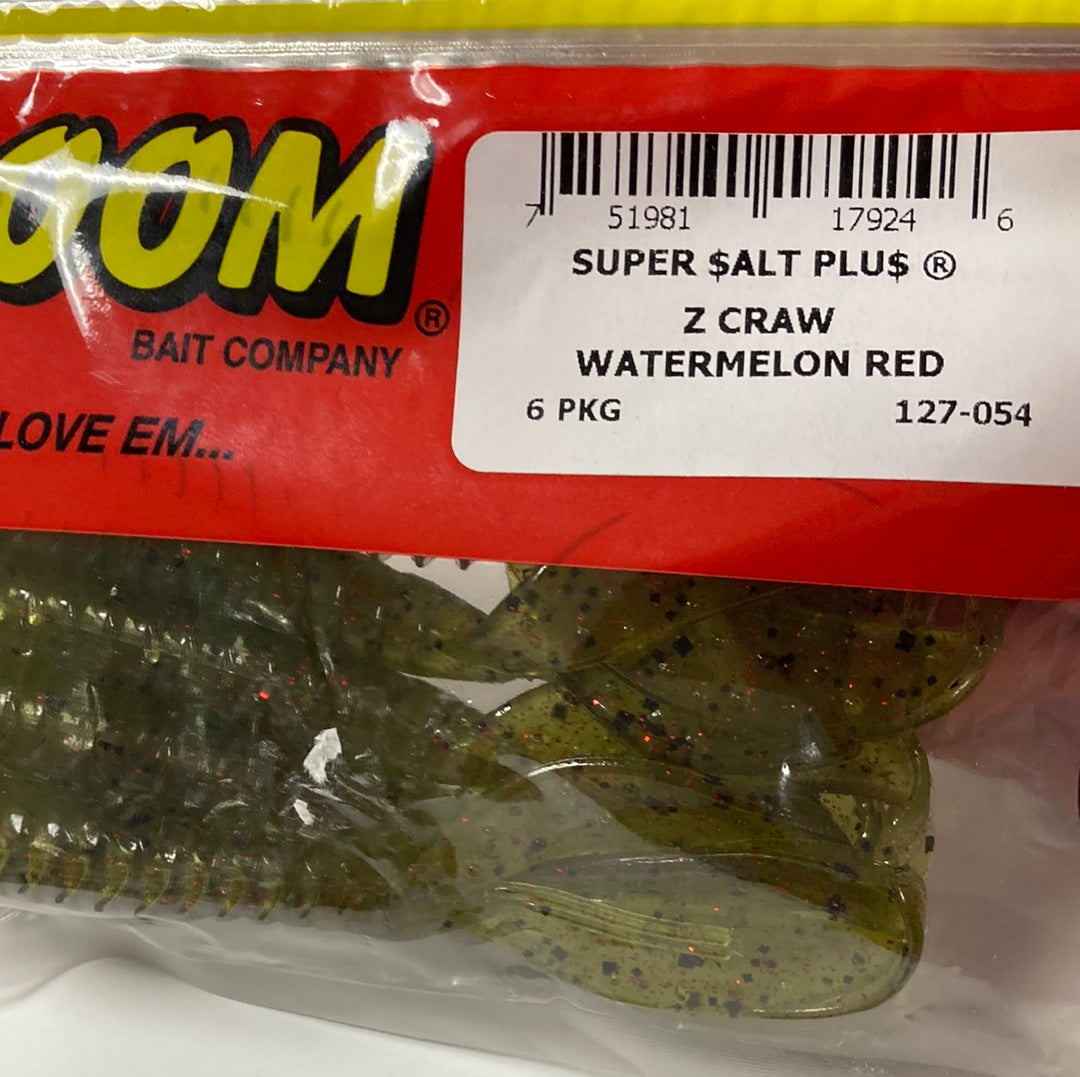 OOM®
BAIT COMPANY
LOVE EM...
7 51981 17924 6
SUPER $ALT PLU$ ®
Z CRAW
WATERMELON RED
6 PKG 127-054